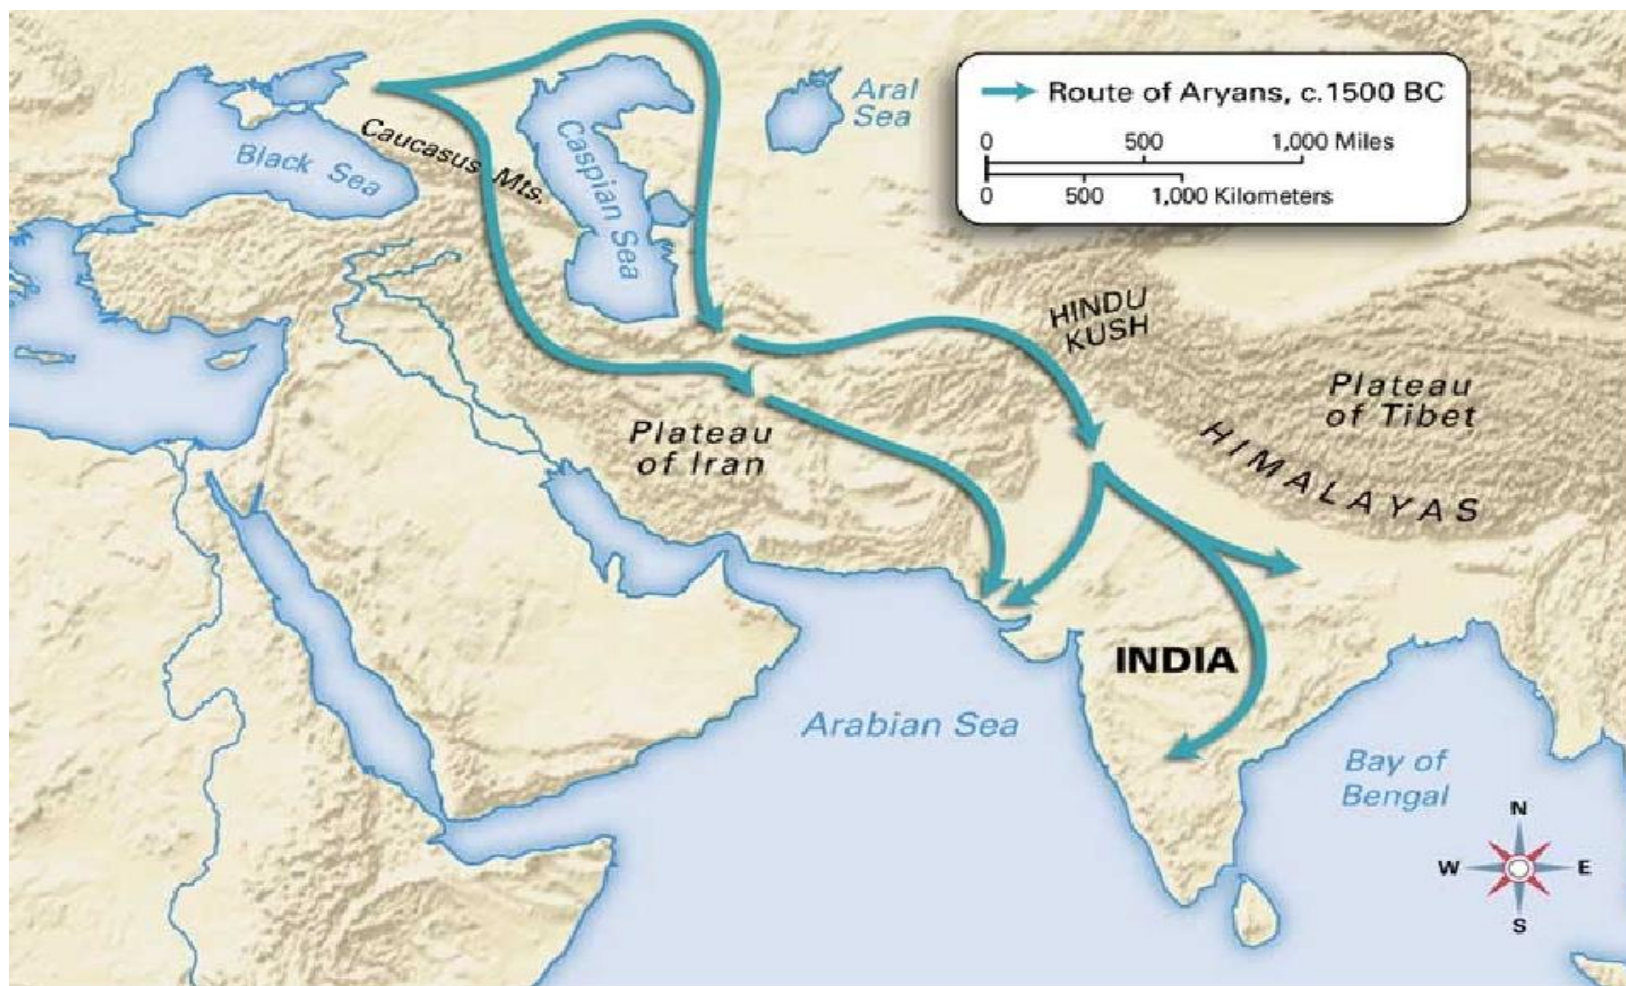 Route of Aryans, c.1500 BC
0 500 1,000 Miles
0 500 1,000 Kilometers
Aral
Sea
Black Sea
Caucasus Mts.
Caspian Sea
HINDU
KUSH
Plateau
of Tibet
HIMALAYAS
Plateau
of Iran
INDIA
Arabian Sea
Bay of
Bengal
N
W E
S